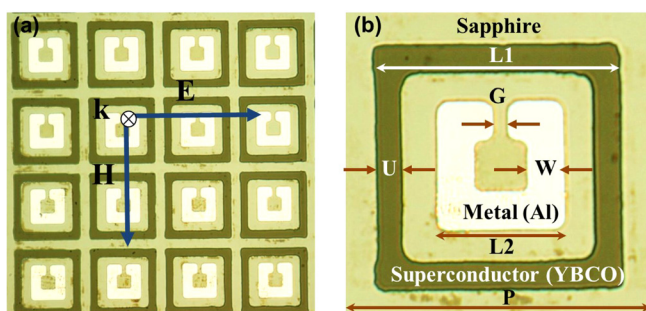 (a)
E
k
H
(b)
Sapphire
L1
G
U
W
Metal (Al)
L2
Superconductor (YBCO)
P